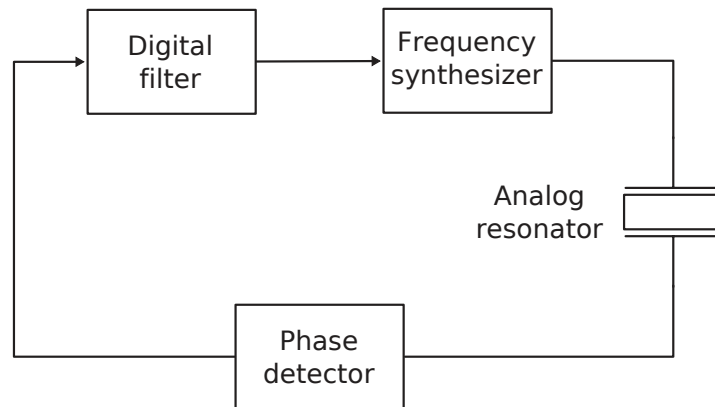 Digital
filter
Frequency
synthesizer
Analog
resonator
Phase
detector